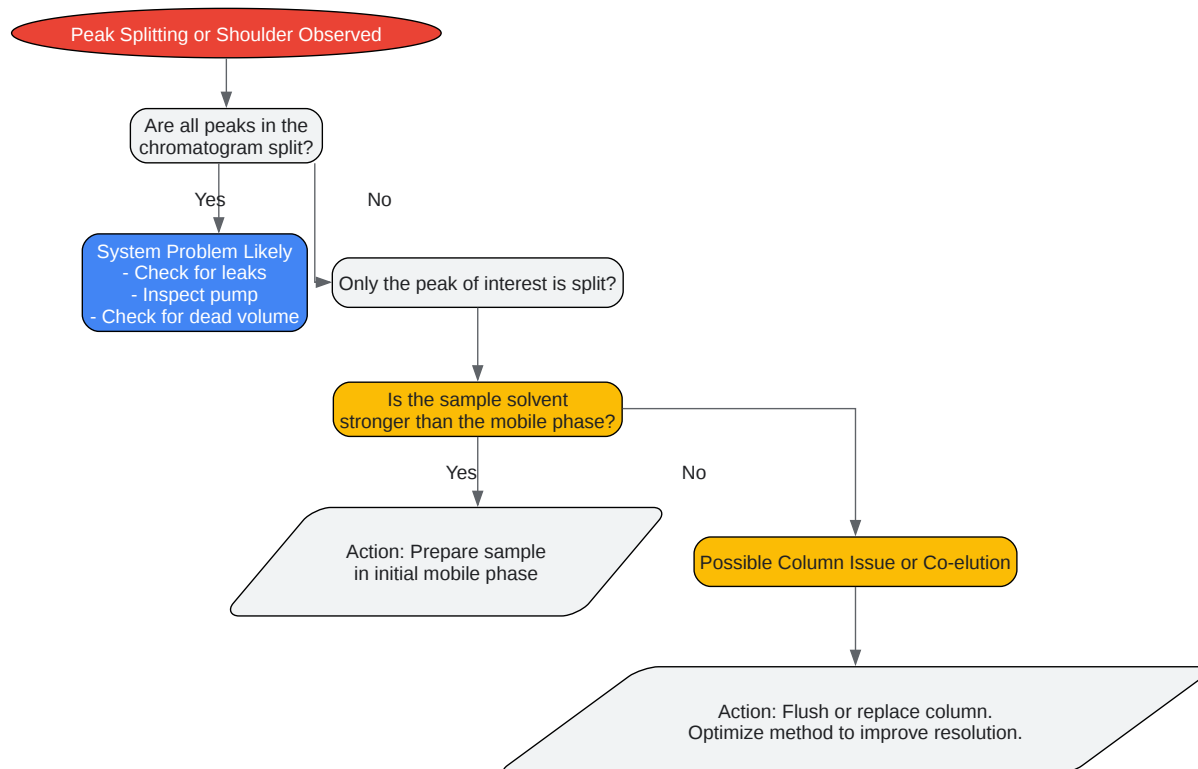 Peak Splitting or Shoulder Observed
Are all peaks in the
chromatogram split?
Yes
No
System Problem Likely
- Check for leaks
- Inspect pump
- Check for dead volume
Only the peak of interest is split?
Is the sample solvent
stronger than the mobile phase?
Yes
No
Action: Prepare sample
in initial mobile phase
Possible Column Issue or Co-elution
Action: Flush or replace column.
Optimize method to improve resolution.